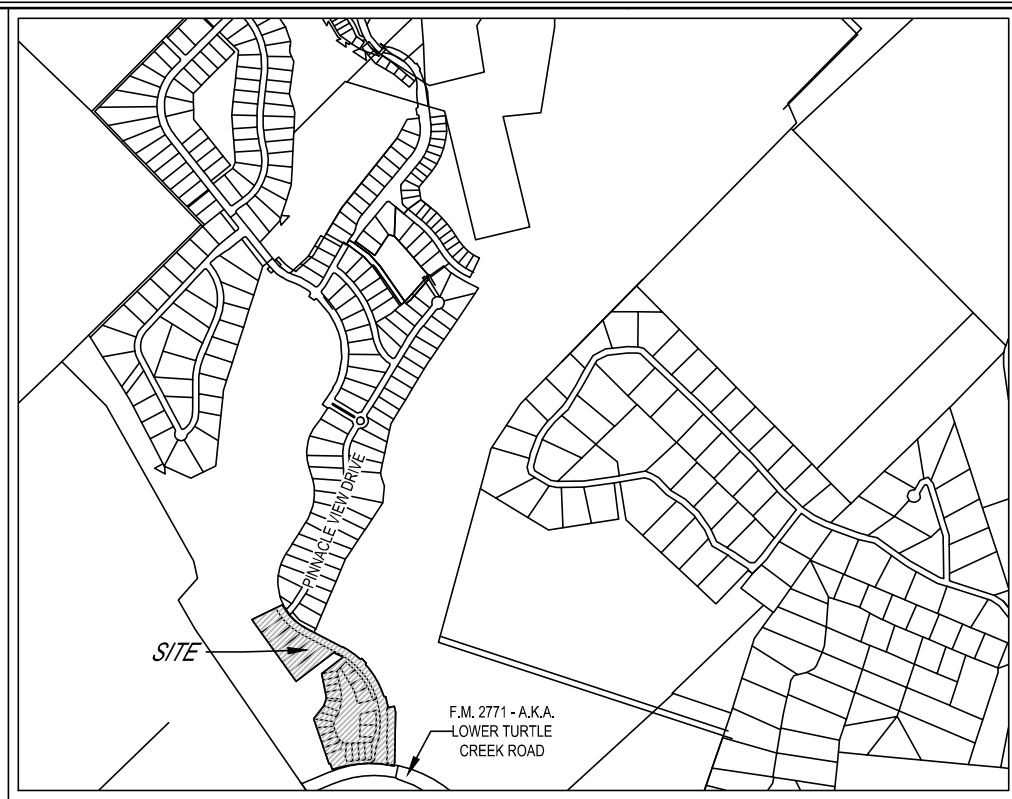 PINNACLE VIEW DRIVE
SITE
F.M. 2771 - A.K.A.
LOWER TURTLE
CREEK ROAD